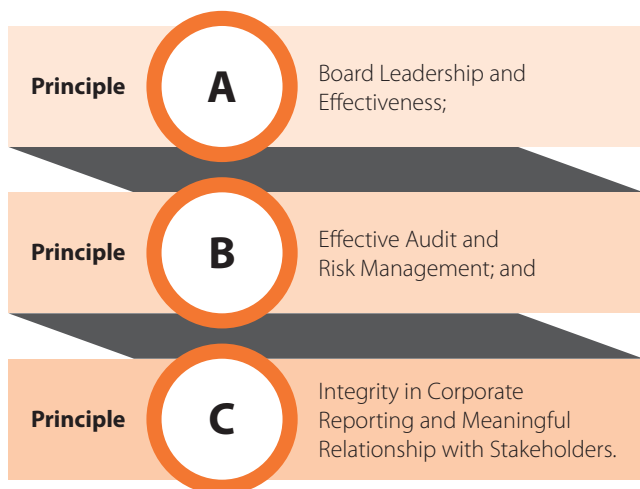 Principle
A
Board Leadership and
Effectiveness;
Principle
B
Effective Audit and
Risk Management; and
Principle
C
Integrity in Corporate
Reporting and Meaningful
Relationship with Stakeholders.